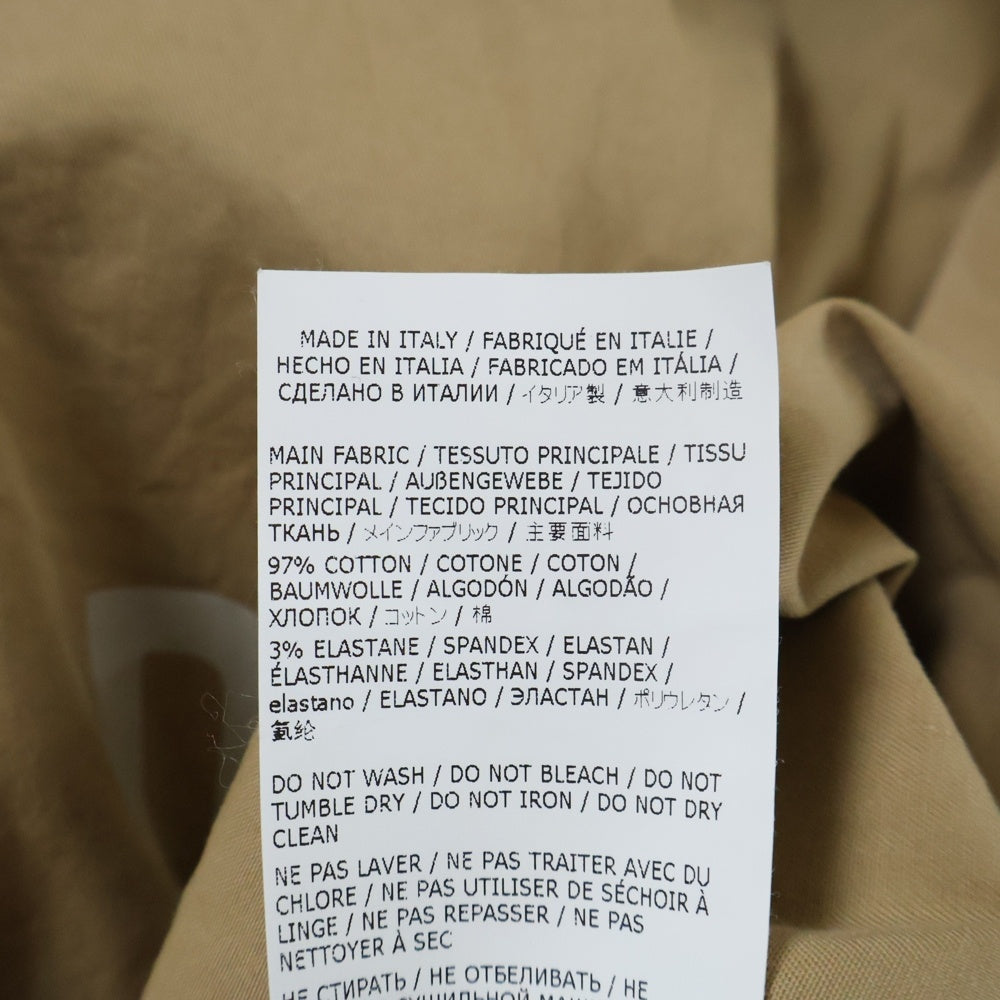 MADE IN ITALY / FABRIQUÉ EN ITALIE /
HECHO EN ITALIA / FABRICADO EM ITÁLIA /
СДЕЛАНО В ИТАЛИИ / イタリア製 / 意大利制造
MAIN FABRIC / TESSUTO PRINCIPALE / TISSU
PRINCIPAL / AUßENGEWEBE / TEJIDO
PRINCIPAL / TECIDO PRINCIPAL / ОСНОВНАЯ
ТКАНЬ / メインファブリック / 主要面料
97% COTTON / COTONE / COTON /
BAUMWOLLE / ALGODÓN / ALGODÃO /
ХЛОПОК / コットン / 棉
3% ELASTANE / SPANDEX / ELASTAN /
ÉLASTHANNE / ELASTHAN / SPANDEX /
elastano / ELASTANO / ЭЛАСТАН / ポリウレタン /
氨纶
DO NOT WASH / DO NOT BLEACH / DO NOT
TUMBLE DRY / DO NOT IRON / DO NOT DRY
CLEAN
NE PAS LAVER / NE PAS TRAITER AVEC DU
CHLORE / NE PAS UTILISER DE SÉCHOIR À
LINGE / NE PAS REPASSER / NE PAS
NETTOYER À SEC
НЕ СТИРАТЬ / НЕ ОТБЕЛИВАТЬ / НЕ